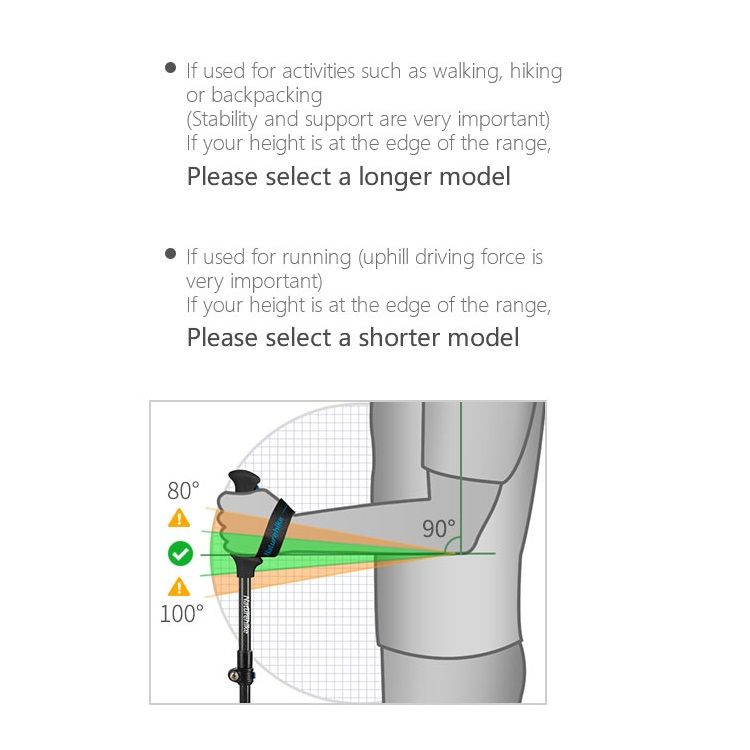 If used for activities such as walking, hiking
or backpacking
(Stability and support are very important)
If your height is at the edge of the range,
Please select a longer model
If used for running (uphill driving force is
very important)
If your height is at the edge of the range,
Please select a shorter model
80°
90°
Naturehike
100°
Naturehike